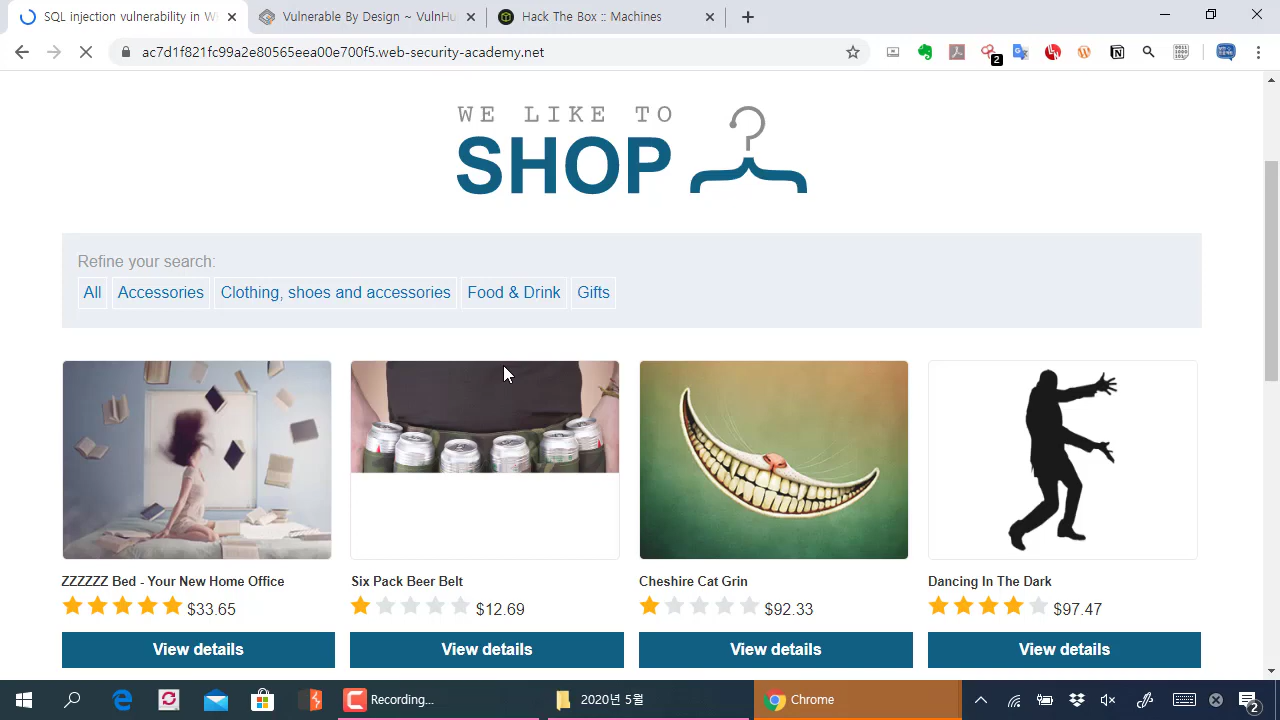 SQL injection vulnerability in W
Vulnerable By Design ~ VulnHu
Hack The Box :: Machines
ac7d1f821fc99a2e80565eea00e700f5.web-security-academy.net
2
WE LIKE TO
SHOP
Refine your search:
All Accessories Clothing, shoes and accessories Food & Drink Gifts
ZZZZZZ Bed - Your New Home Office
Six Pack Beer Belt
Cheshire Cat Grin
Dancing In The Dark
$33.65
$12.69
$92.33
$97.47
View details
View details
View details
View details
Recording...
2020년 5월
Chrome
2